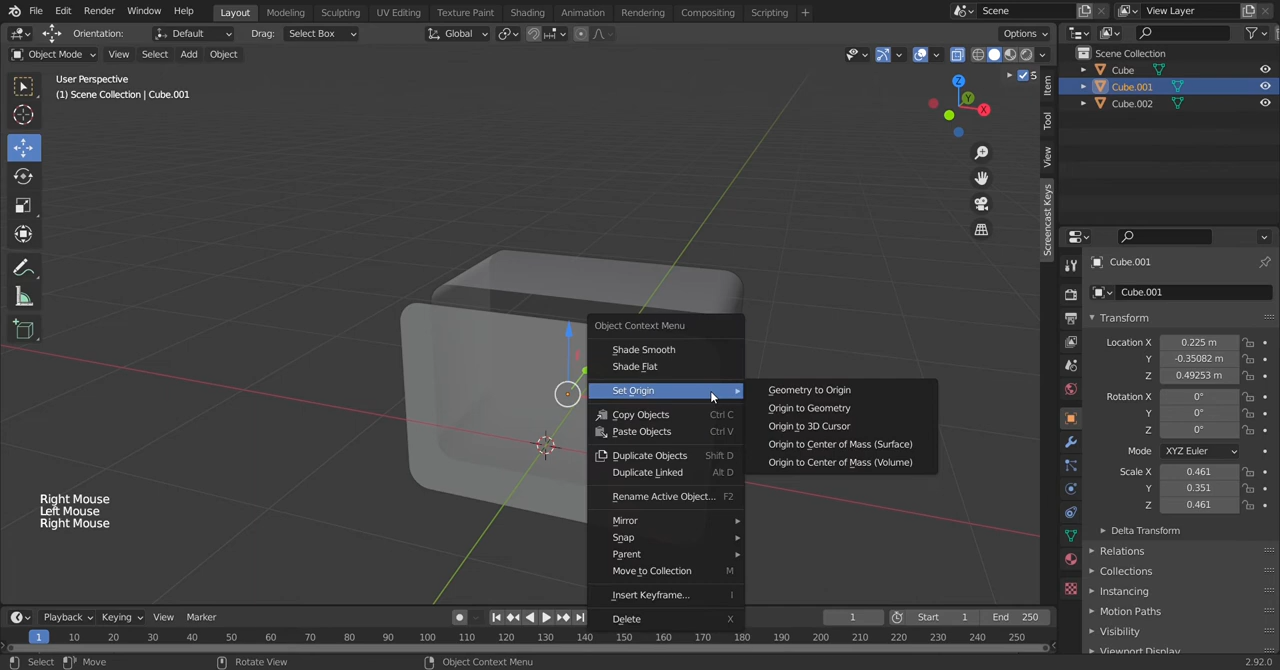 File Edit Render Window Help Layout Modeling Sculpting UV Editing Texture Paint Shading Animation Rendering Compositing Scripting + Scene View Layer
Orientation: Default Drag: Select Box Global Options
Object Mode View Select Add Object
User Perspective
(1) Scene Collection | Cube.001
Z
Y
X
5
Item
Tool
View
Screencast Keys
Scene Collection
Cube
Cube.001
Cube.002
Object Context Menu
Shade Smooth
Shade Flat
Set Origin
Copy Objects Ctrl C
Paste Objects Ctrl V
Duplicate Objects Shift D
Duplicate Linked Alt D
Rename Active Object... F2
Mirror
Snap
Parent
Move to Collection M
Insert Keyframe... I
Delete X
Geometry to Origin
Origin to Geometry
Origin to 3D Cursor
Origin to Center of Mass (Surface)
Origin to Center of Mass (Volume)
Right Mouse
Left Mouse
Right Mouse
Cube.001
Cube.001
Transform
Location X 0.225 m
Y -0.35082 m
Z 0.49253 m
Rotation X 0°
Y 0°
Z 0°
Mode XYZ Euler
Scale X 0.461
Y 0.351
Z 0.461
Delta Transform
Relations
Collections
Instancing
Motion Paths
Visibility
Viewport Display
Playback Keying View Marker 1 Start 1 End 250
1 10 20 30 40 50 60 70 80 90 100 110 120 130 140 150 160 170 180 190 200 210 220 230 240 250
Select Move Rotate View Object Context Menu 2.92.0